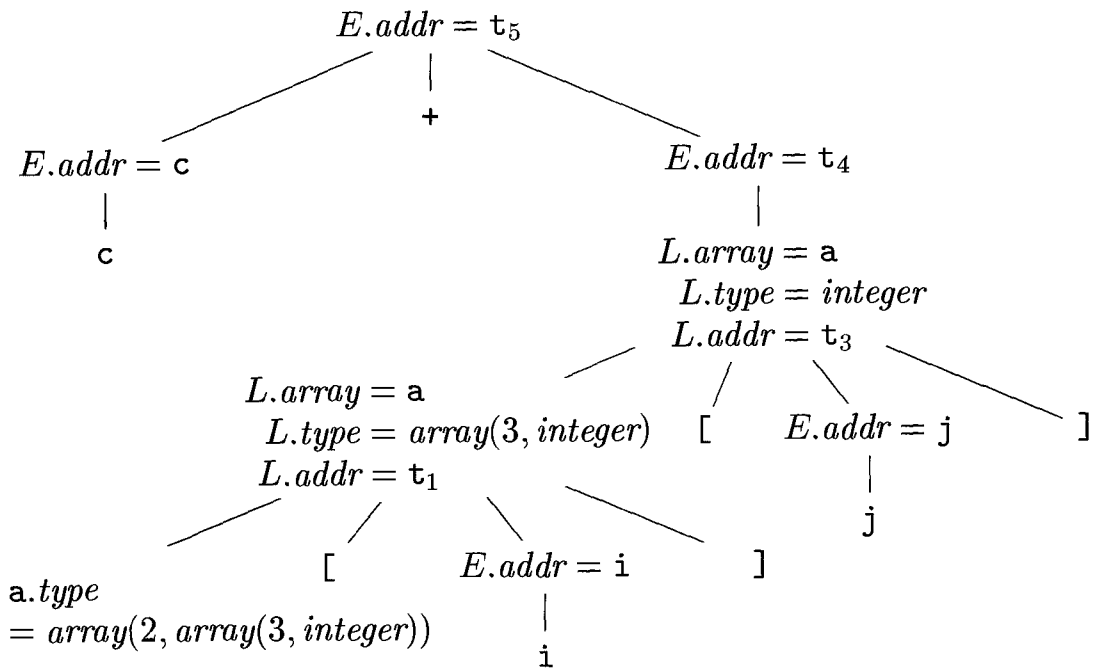 E.addr = t₅
+
E.addr = c
E.addr = t₄
c
L.array = a
L.type = integer
L.addr = t₃
L.array = a
L.type = array(3, integer)
L.addr = t₁
[
E.addr = j
]
j
a.type
= array(2, array(3, integer))
[
E.addr = i
]
i